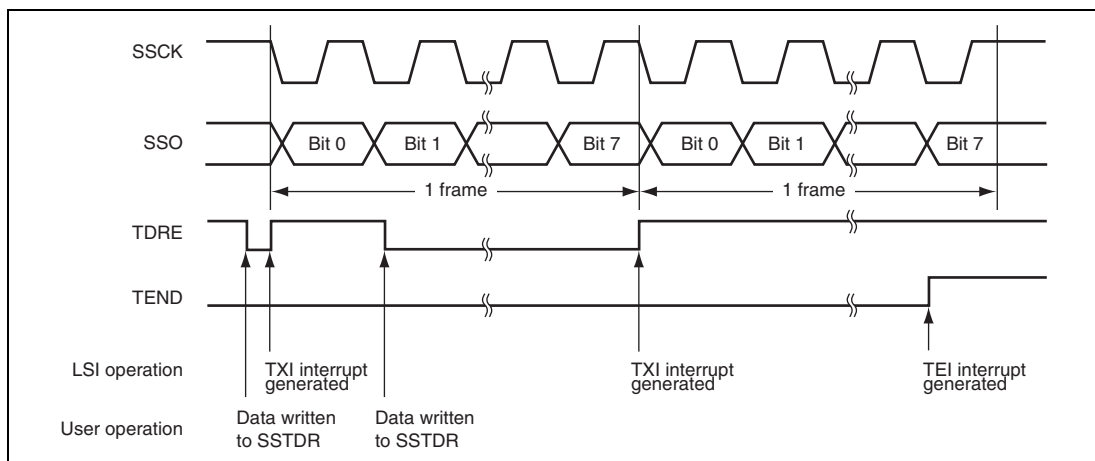 SSCK
SSO
Bit 0
Bit 1
Bit 7
Bit 0
Bit 1
Bit 7
1 frame
1 frame
TDRE
TEND
LSI operation
TXI interrupt
generated
TXI interrupt
generated
TEI interrupt
generated
User operation
Data written
to SSTDR
Data written
to SSTDR